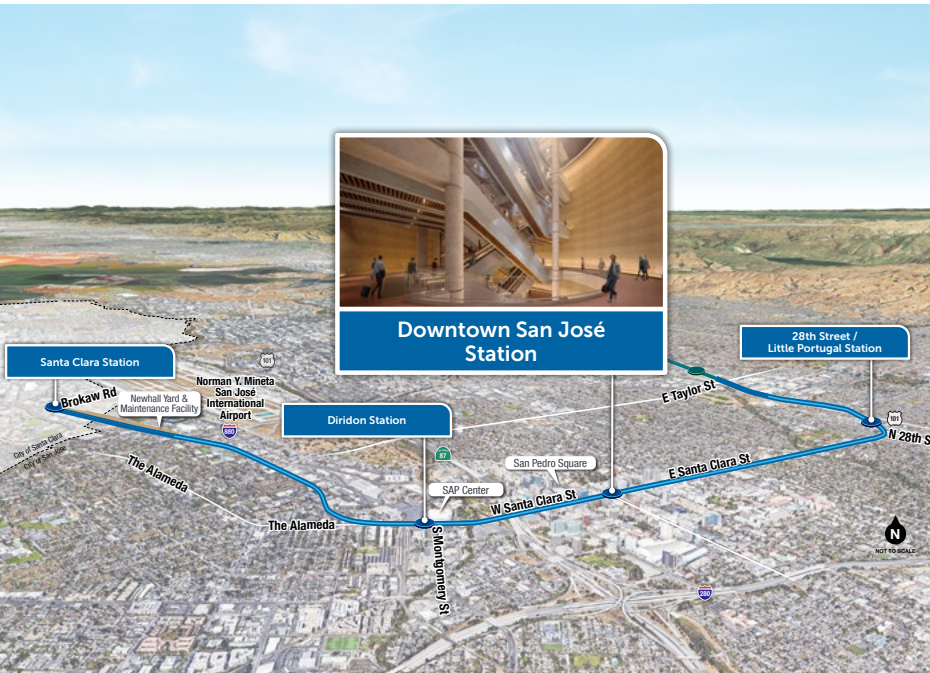 Downtown San José
Station
28th Street /
Little Portugal Station
Santa Clara Station
101
Norman Y. Mineta
San José
International
Airport
880
Brokaw Rd
Newhall Yard &
Maintenance Facility
Diridon Station
E Taylor St
101
N 28th S
City of Santa Clara
City of San Jose
The Alameda
87
San Pedro Square
E Santa Clara St
SAP Center
W Santa Clara St
The Alameda
S Montgomery St
N
NOT TO SCALE
280